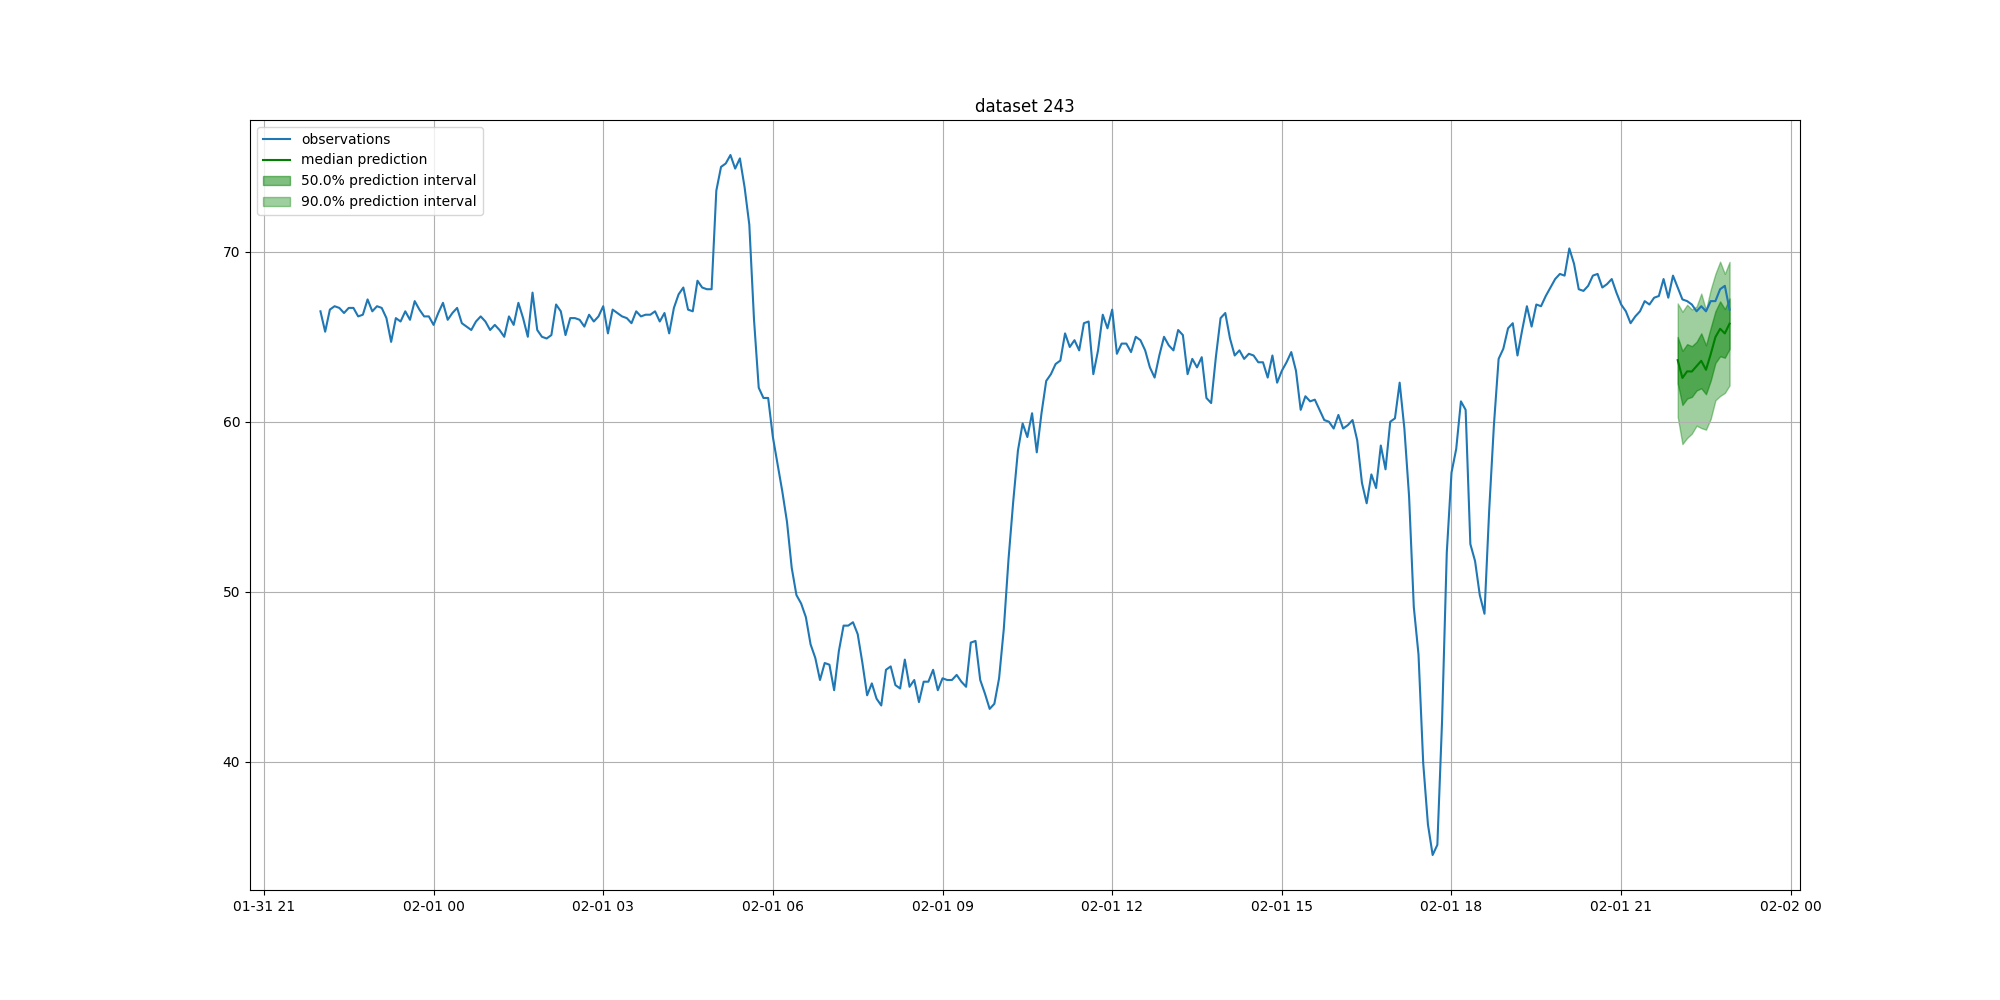 dataset 243
observations
median prediction
50.0% prediction interval
90.0% prediction interval
70
60
50
40
01-31 21
02-01 00
02-01 03
02-01 06
02-01 09
02-01 12
02-01 15
02-01 18
02-01 21
02-02 00